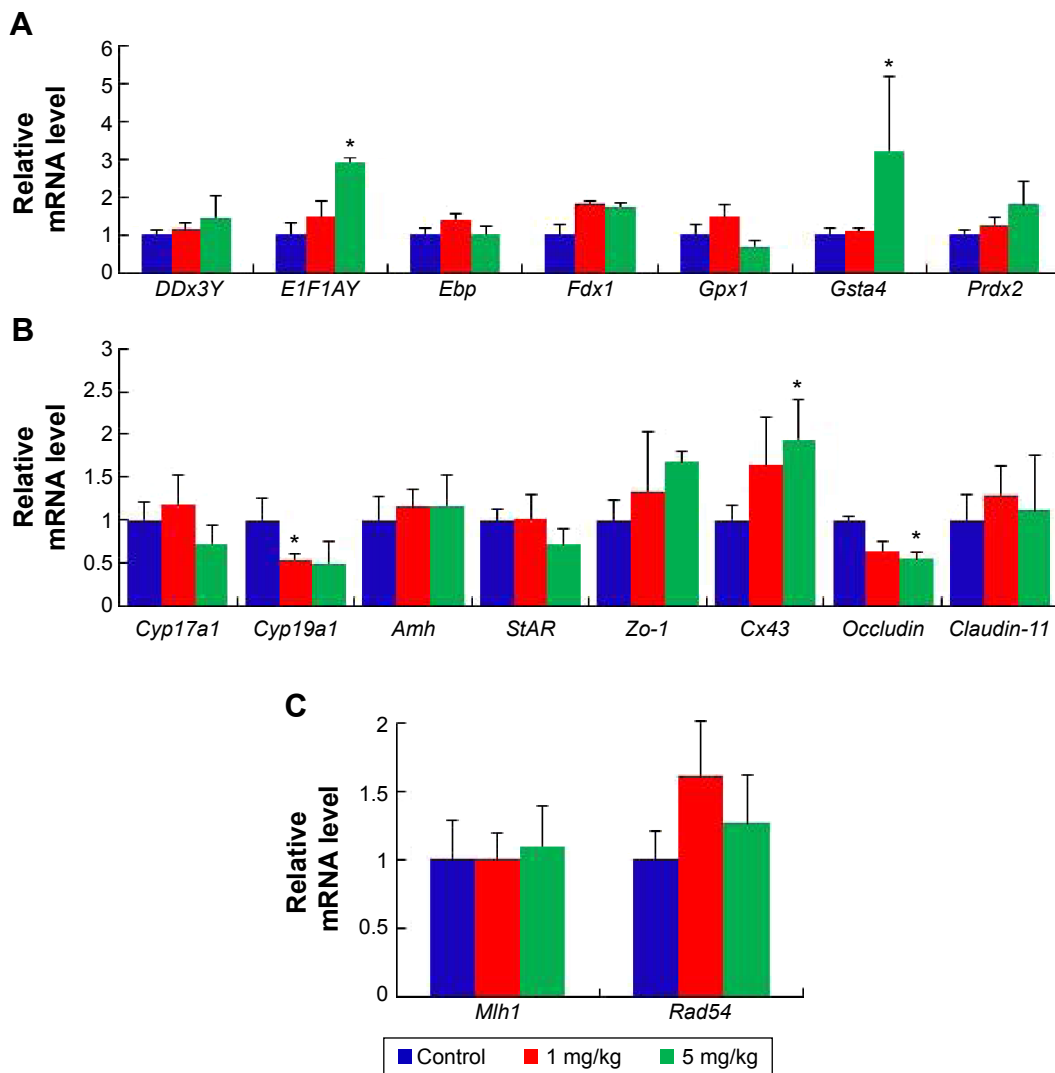 A
Relative
mRNA level
6
5
4
3
2
1
0
*
*
DDx3Y E1F1AY Ebp Fdx1 Gpx1 Gsta4 Prdx2
B
Relative
mRNA level
3
2.5
2
1.5
1
0.5
0
*
*
*
Cyp17a1 Cyp19a1 Amh StAR Zo-1 Cx43 Occludin Claudin-11
C
Relative
mRNA level
2
1.5
1
0.5
0
Mlh1 Rad54
Control 1 mg/kg 5 mg/kg